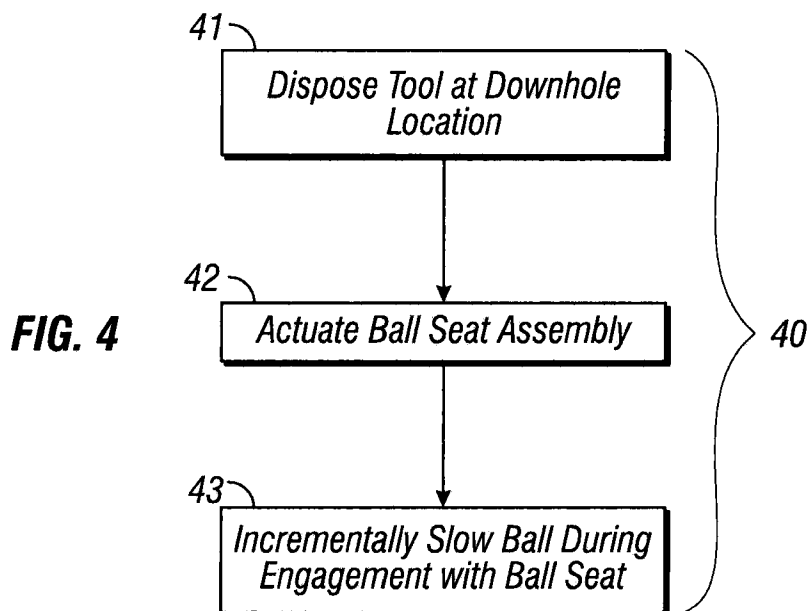 41
Dispose Tool at Downhole
Location
42
Actuate Ball Seat Assembly
FIG. 4
40
43
Incrementally Slow Ball During
Engagement with Ball Seat